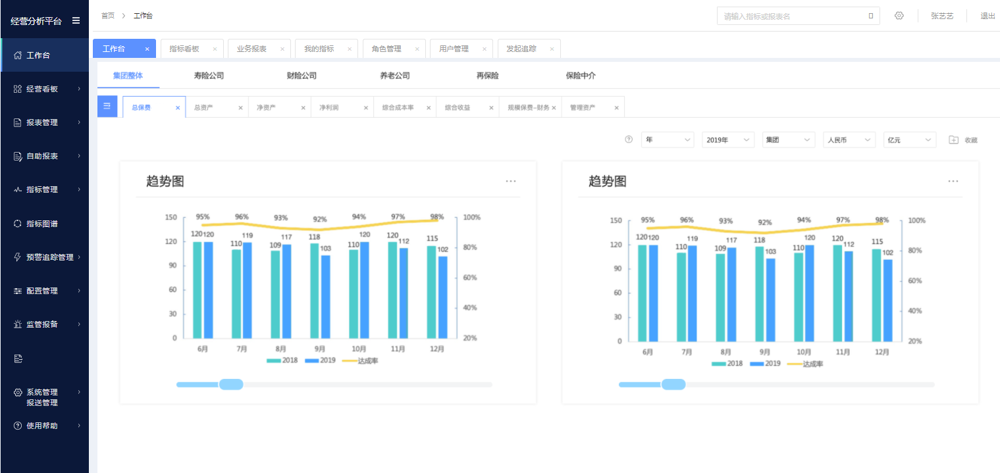 经营分析平台
首页 > 工作台
请输入指标或报表名
张艺艺
退出
工作台
经营看板
报表管理
自助报表
指标管理
指标图谱
预警追踪管理
配置管理
监管报备
系统管理
报送管理
使用帮助
工作台 × 指标看板 × 业务报表 × 我的指标 × 角色管理 × 用户管理 × 发起追踪 ×
集团整体 寿险公司 财险公司 养老公司 再保险 保险中介
总保费 × 总资产 × 净资产 × 净利润 × 综合成本率 × 综合收益 × 规模保费-财务 × 管理资产 ×
年 2019年 集团 人民币 亿元 收藏
趋势图 ...
150 95% 96% 93% 92% 94% 97% 98% 100%
120 120 120 110 119 109 117 118 103 110 120 120 112 115 102 80%
90 60%
60
30 40%
0 20%
6月 7月 8月 9月 10月 11月 12月
2018 2019 达成率
趋势图 ...
150 95% 96% 93% 92% 94% 97% 98% 100%
120 120 120 110 119 109 117 118 103 110 120 120 112 115 102 80%
90 60%
60
30 40%
0 20%
6月 7月 8月 9月 10月 11月 12月
2018 2019 达成率